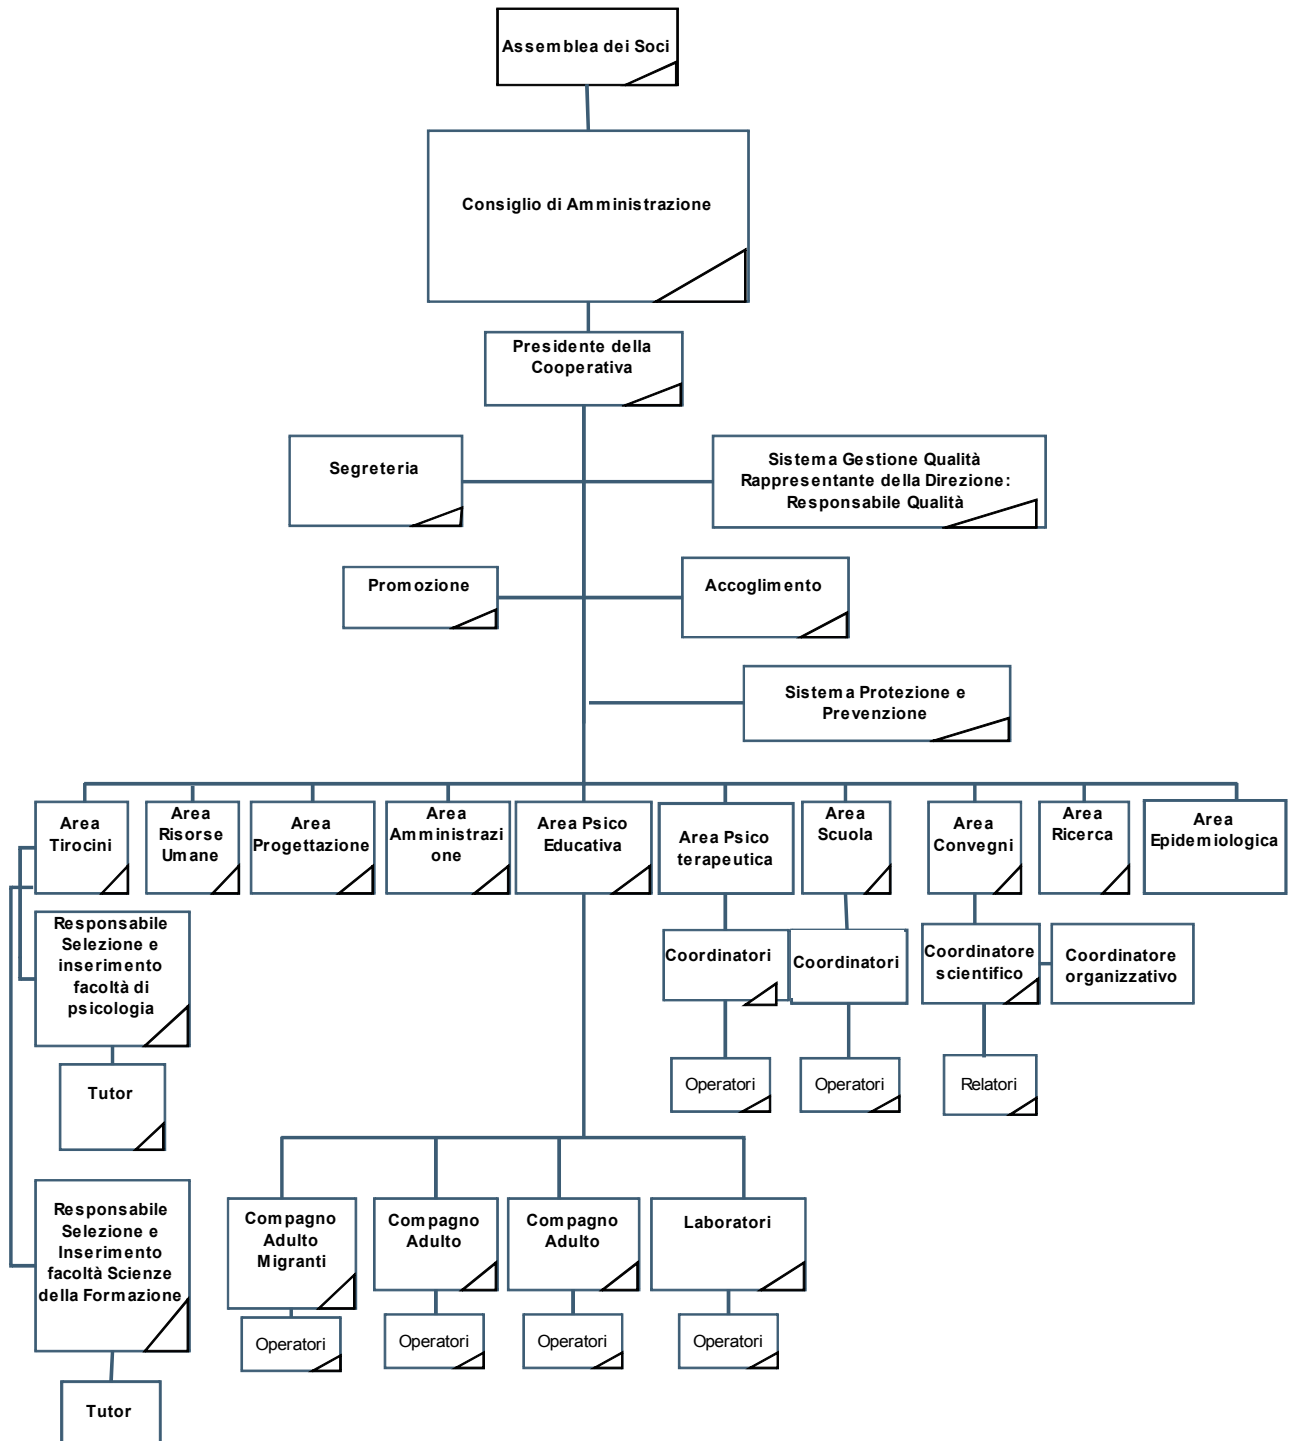 Assemblea dei Soci
Consiglio di Amministrazione
Presidente della
Cooperativa
Segreteria
Sistema Gestione Qualità
Rappresentante della Direzione:
Responsabile Qualità
Promozione
Accoglimento
Sistema Protezione e
Prevenzione
Area
Tirocini
Area
Risorse
Umane
Area
Progettazione
Area
Amministrazi
one
Area Psico
Educativa
Area Psico
terapeutica
Area
Scuola
Area
Convegni
Area
Ricerca
Area
Epidemiologica
Responsabile
Selezione e
inserimento
facoltà di
psicologia
Coordinatori
Coordinatori
Coordinatore
scientifico
Coordinatore
organizzativo
Tutor
Operatori
Operatori
Relatori
Responsabile
Selezione e
Inserimento
facoltà Scienze
della Formazione
Compagno
Adulto
Migranti
Compagno
Adulto
Compagno
Adulto
Laboratori
Operatori
Operatori
Operatori
Operatori
Tutor